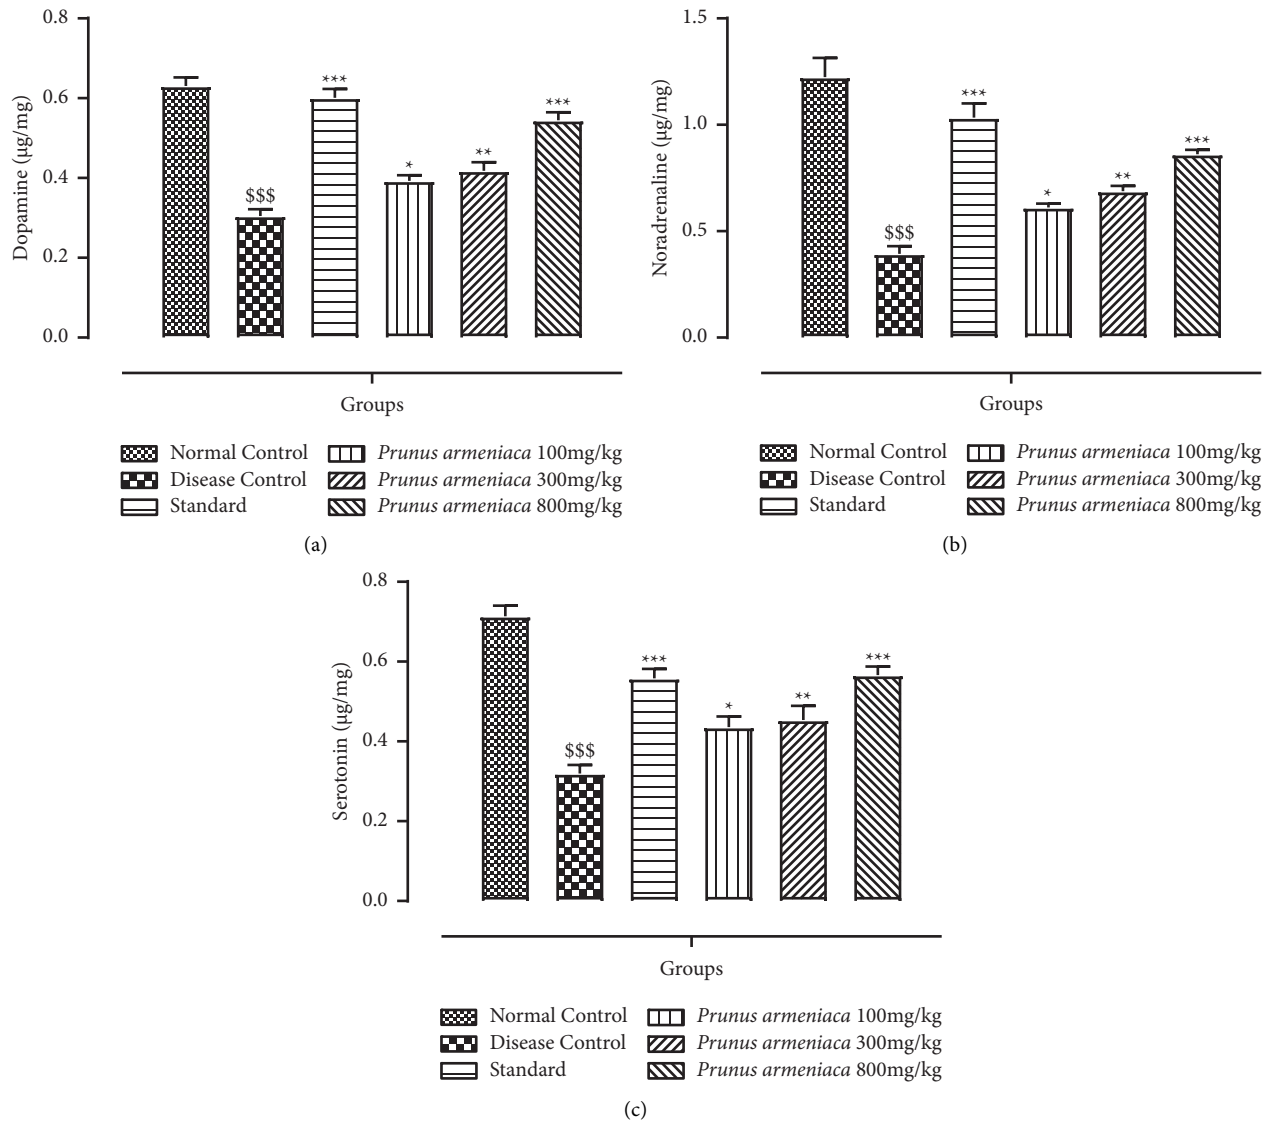 0.8
0.6
0.4
0.2
0.0
Dopamine (μg/mg)
$$$
***
*
**
***
Groups
Normal Control
Disease Control
Standard
Prunus armeniaca 100mg/kg
Prunus armeniaca 300mg/kg
Prunus armeniaca 800mg/kg
(a)
1.5
1.0
0.5
0.0
Noradrenaline (μg/mg)
$$$
***
*
**
***
Groups
Normal Control
Disease Control
Standard
Prunus armeniaca 100mg/kg
Prunus armeniaca 300mg/kg
Prunus armeniaca 800mg/kg
(b)
0.8
0.6
0.4
0.2
0.0
Serotonin (μg/mg)
$$$
***
*
**
***
Groups
Normal Control
Disease Control
Standard
Prunus armeniaca 100mg/kg
Prunus armeniaca 300mg/kg
Prunus armeniaca 800mg/kg
(c)